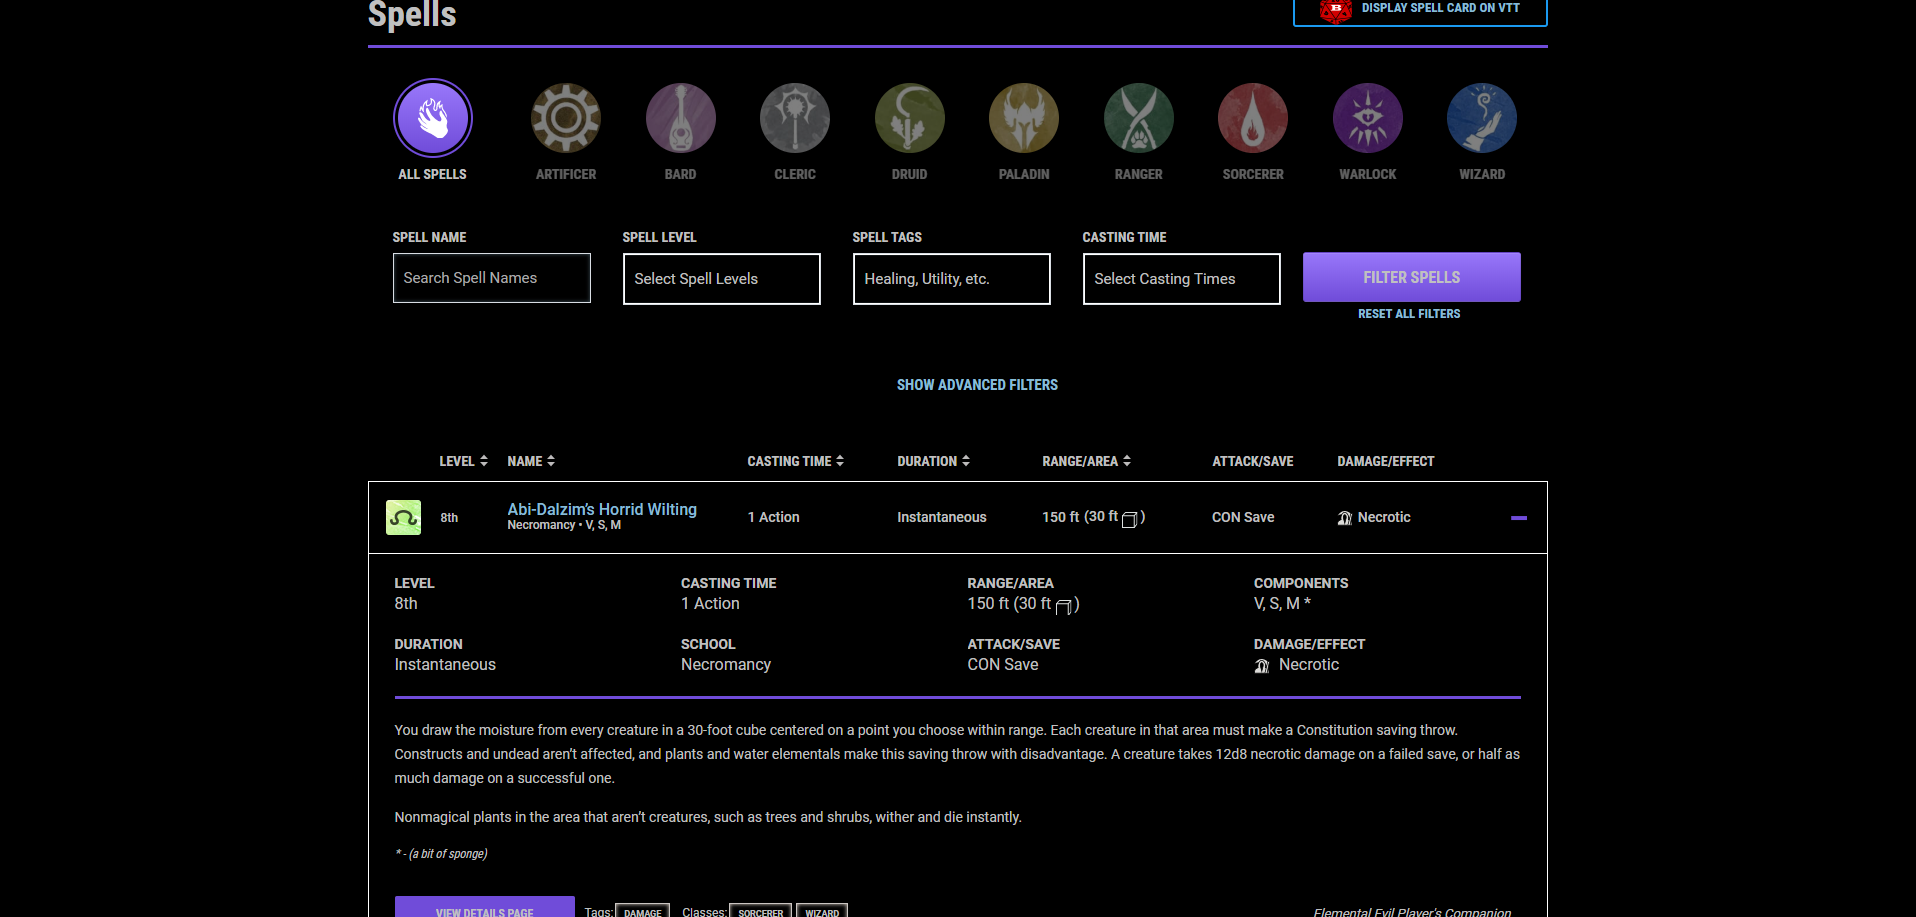 Spells
B DISPLAY SPELL CARD ON VTT
ALL SPELLS ARTIFICER BARD CLERIC DRUID PALADIN RANGER SORCERER WARLOCK WIZARD
SPELL NAME SPELL LEVEL SPELL TAGS CASTING TIME
Search Spell Names Select Spell Levels Healing, Utility, etc. Select Casting Times FILTER SPELLS
RESET ALL FILTERS
SHOW ADVANCED FILTERS
LEVEL NAME CASTING TIME DURATION RANGE/AREA ATTACK/SAVE DAMAGE/EFFECT
8th Abi-Dalzim’s Horrid Wilting 1 Action Instantaneous 150 ft (30 ft ) CON Save Necrotic
Necromancy • V, S, M
LEVEL CASTING TIME RANGE/AREA COMPONENTS
8th 1 Action 150 ft (30 ft ) V, S, M *
DURATION SCHOOL ATTACK/SAVE DAMAGE/EFFECT
Instantaneous Necromancy CON Save Necrotic
You draw the moisture from every creature in a 30-foot cube centered on a point you choose within range. Each creature in that area must make a Constitution saving throw.
Constructs and undead aren’t affected, and plants and water elementals make this saving throw with disadvantage. A creature takes 12d8 necrotic damage on a failed save, or half as
much damage on a successful one.
Nonmagical plants in the area that aren’t creatures, such as trees and shrubs, wither and die instantly.
* - (a bit of sponge)
VIEW DETAILS PAGE Tags: DAMAGE Classes: SORCERER WIZARD Elemental Evil Player's Companion